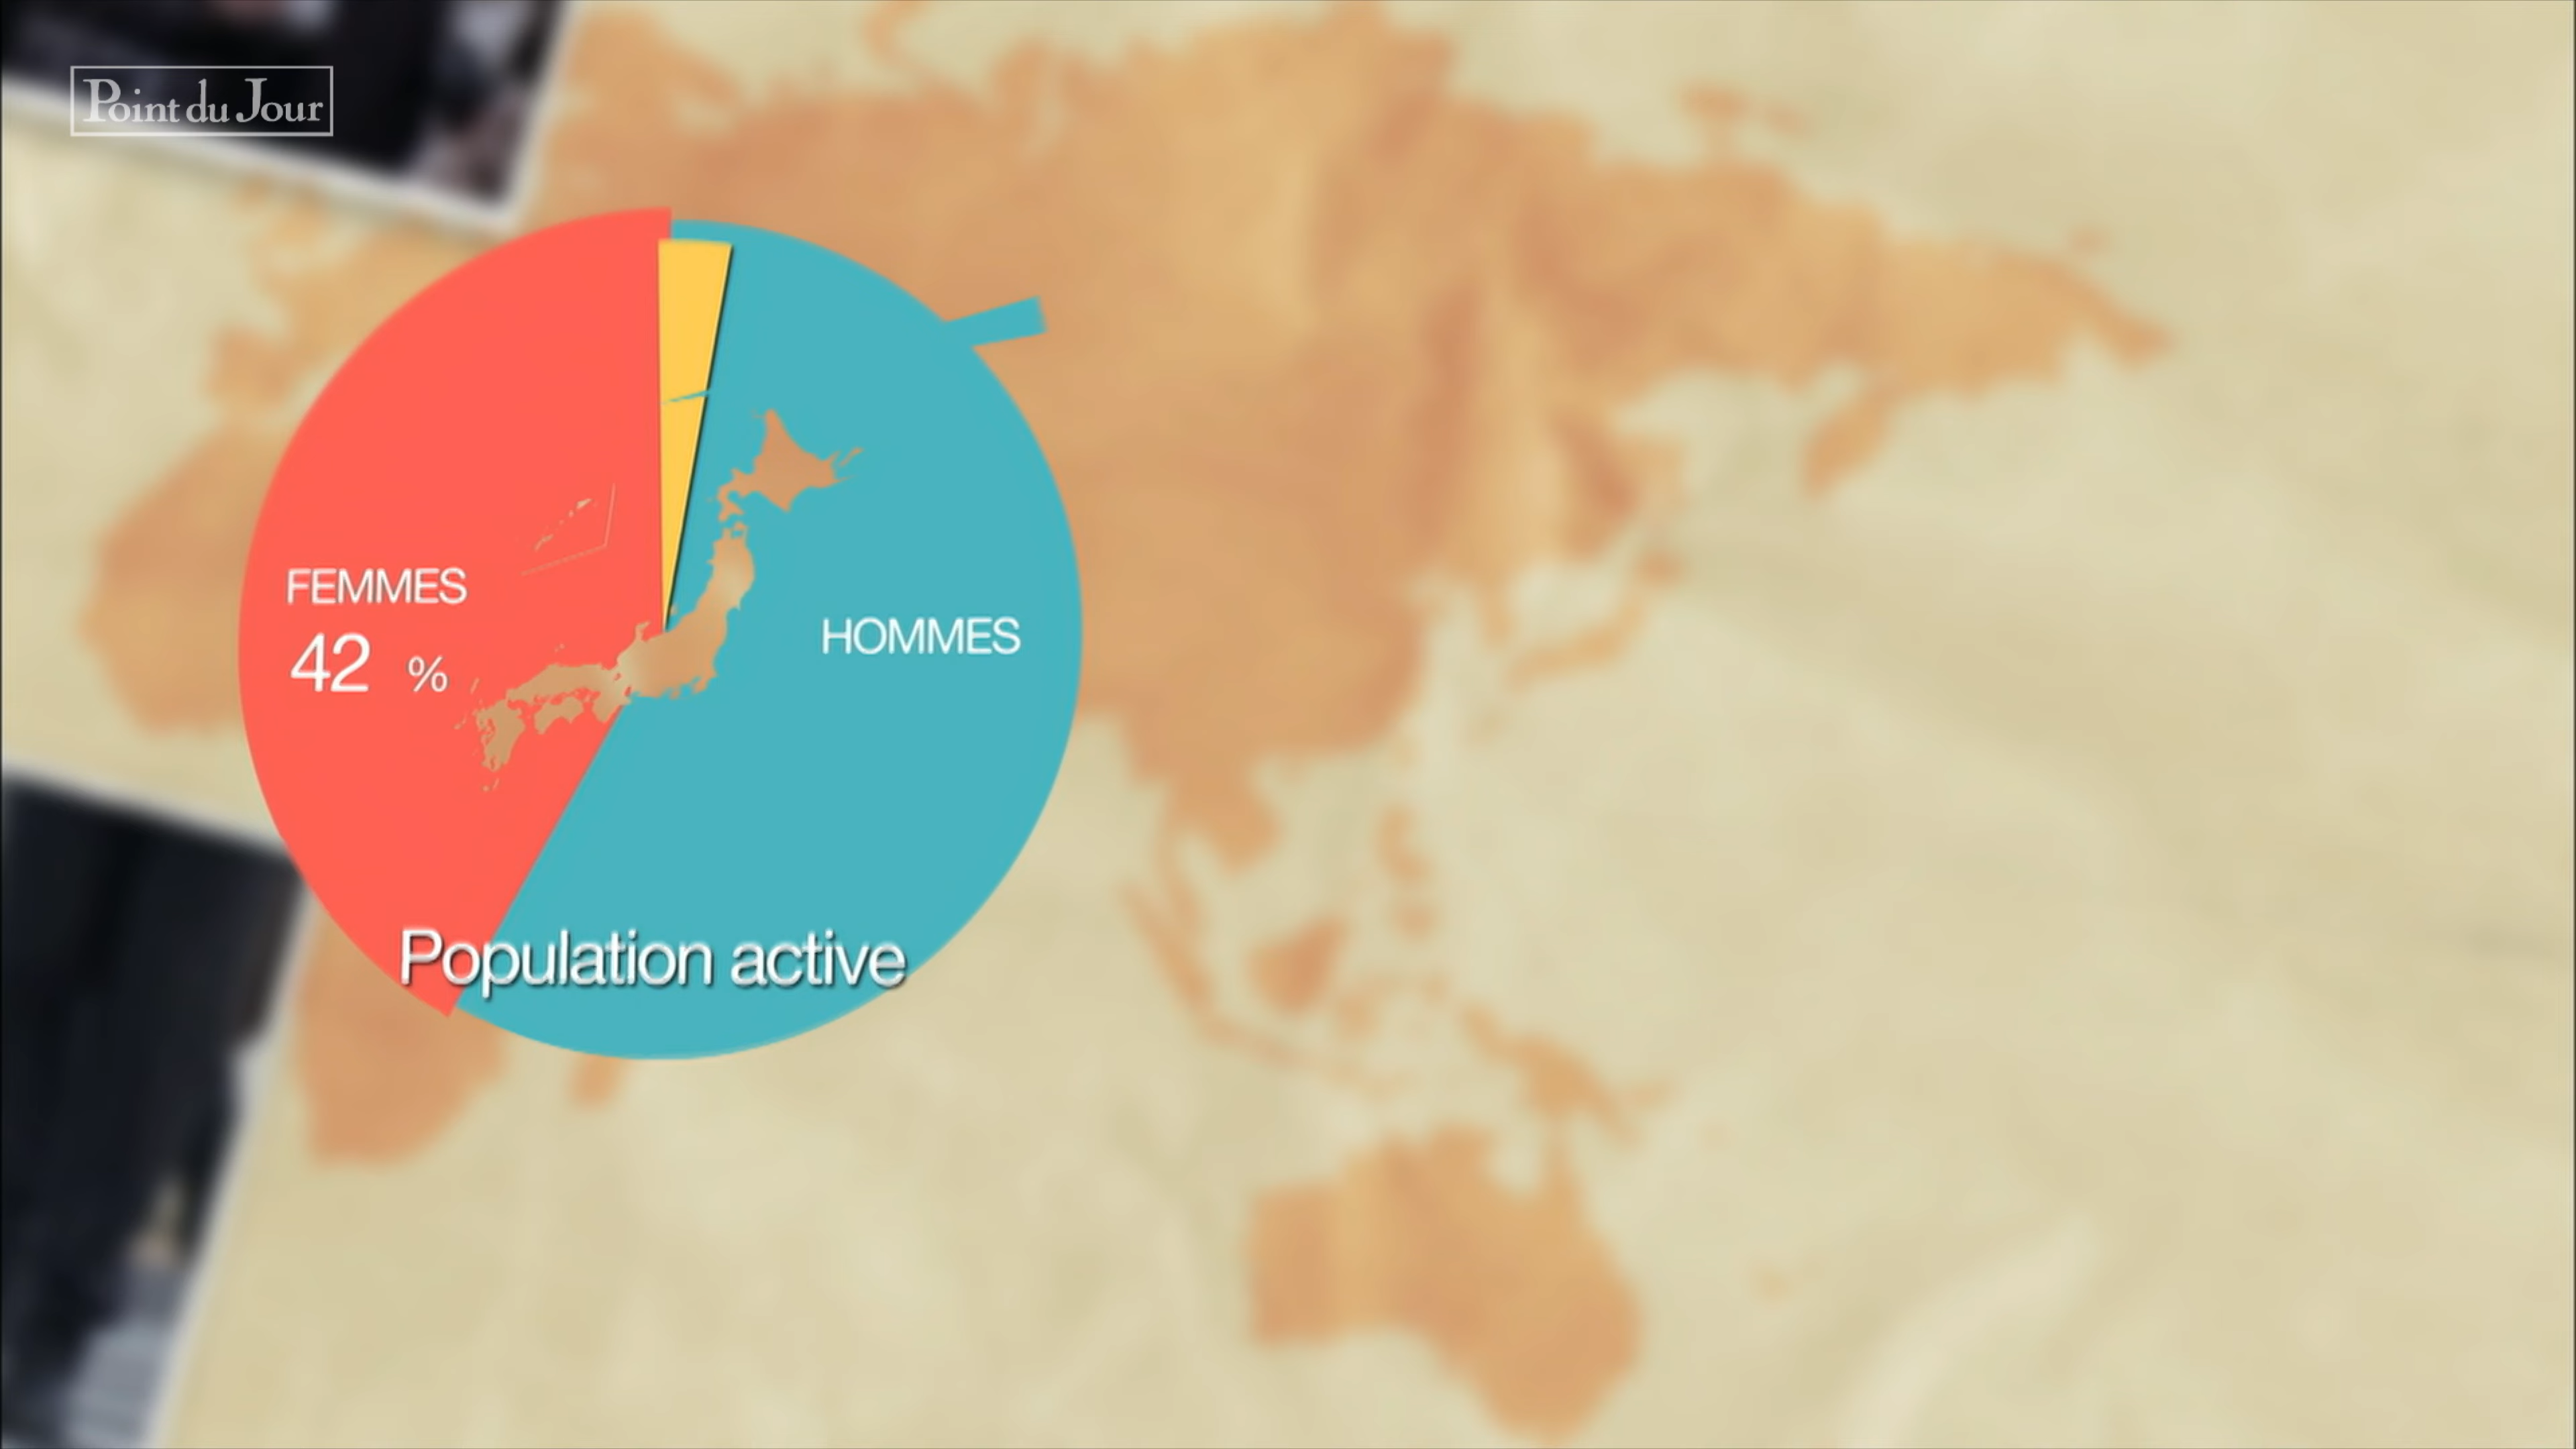 Point du Jour
FEMMES
42 %
HOMMES
Population active